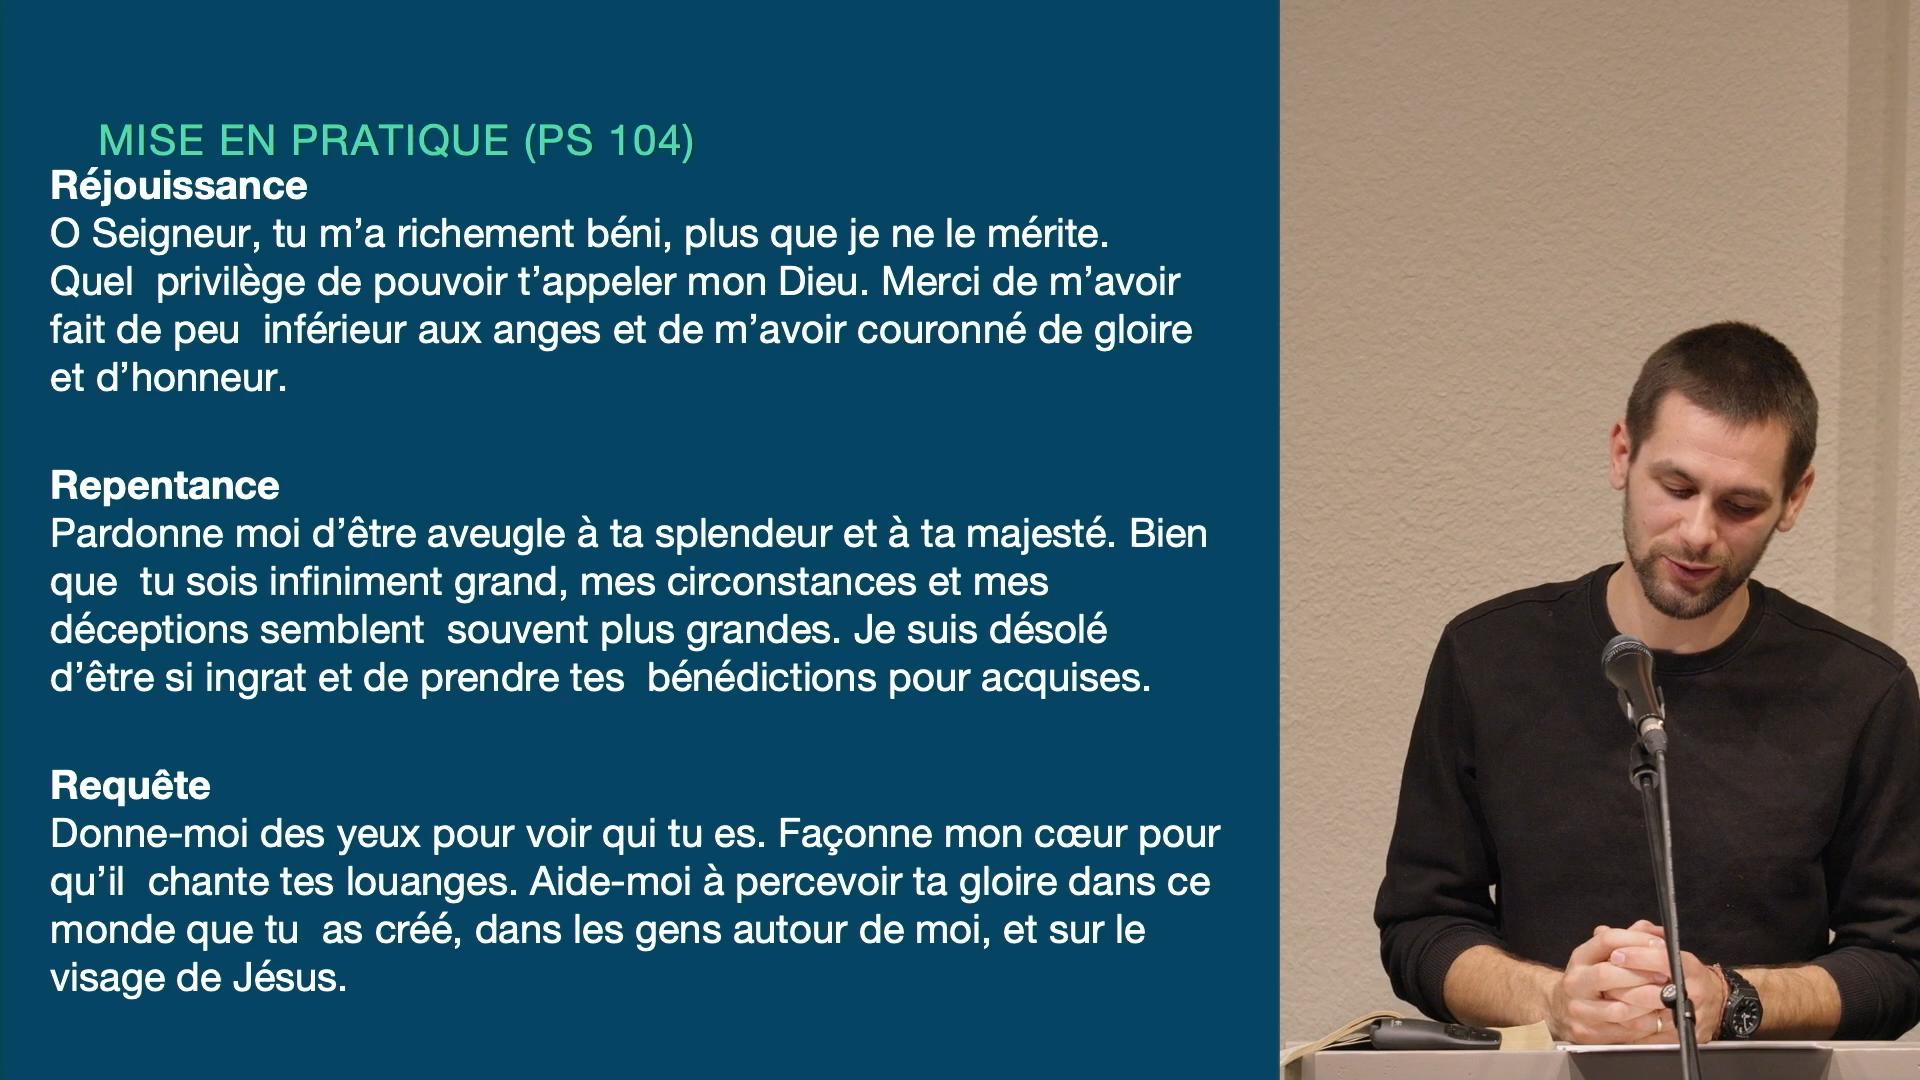 MISE EN PRATIQUE (PS 104)
Réjouissance
O Seigneur, tu m’a richement béni, plus que je ne le mérite.
Quel  privilège de pouvoir t’appeler mon Dieu. Merci de m’avoir
fait de peu  inférieur aux anges et de m’avoir couronné de gloire
et d’honneur.
Repentance
Pardonne moi d’être aveugle à ta splendeur et à ta majesté. Bien
que  tu sois infiniment grand, mes circonstances et mes
déceptions semblent  souvent plus grandes. Je suis désolé
d’être si ingrat et de prendre tes  bénédictions pour acquises.
Requête
Donne-moi des yeux pour voir qui tu es. Façonne mon cœur pour
qu’il  chante tes louanges. Aide-moi à percevoir ta gloire dans ce
monde que tu  as créé, dans les gens autour de moi, et sur le
visage de Jésus.